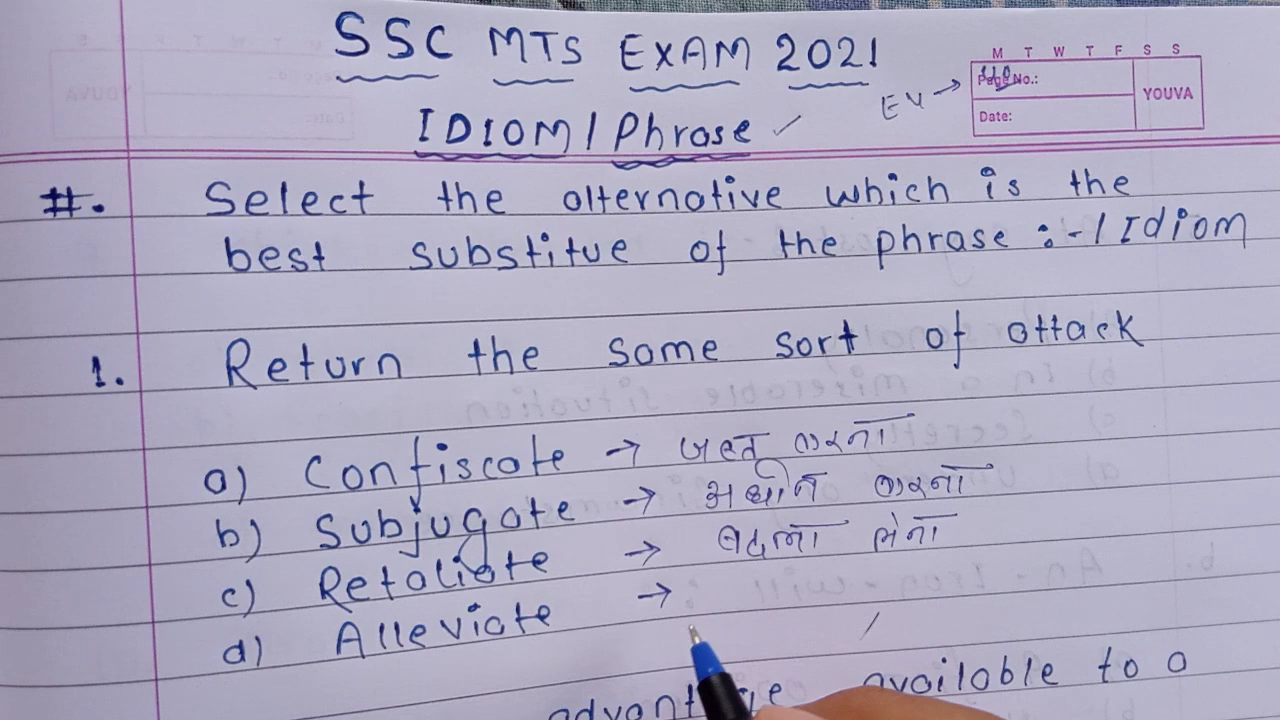 SSC MTS EXAM 2021
M T W T F S S
Page No.:
YOUVA
Date:
IDIOM / Phrase
#. Select the alternative which is the
best substitue of the phrase :- / Idiom
1. Return the same sort of attack
a) Confiscate → जब्त करना
b) Subjugate → अधीन करना
c) Retaliate → बदला लेना
d) Alleviate →
available to a